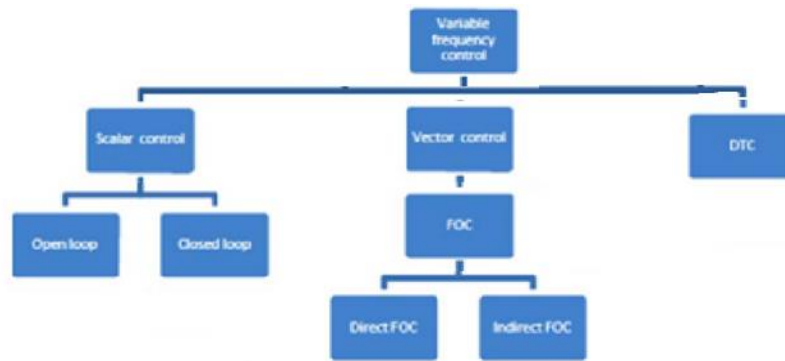 Variable
frequency
control
Scalar control
Vector control
DTC
Open loop
Closed loop
FOC
Direct FOC
Indirect FOC